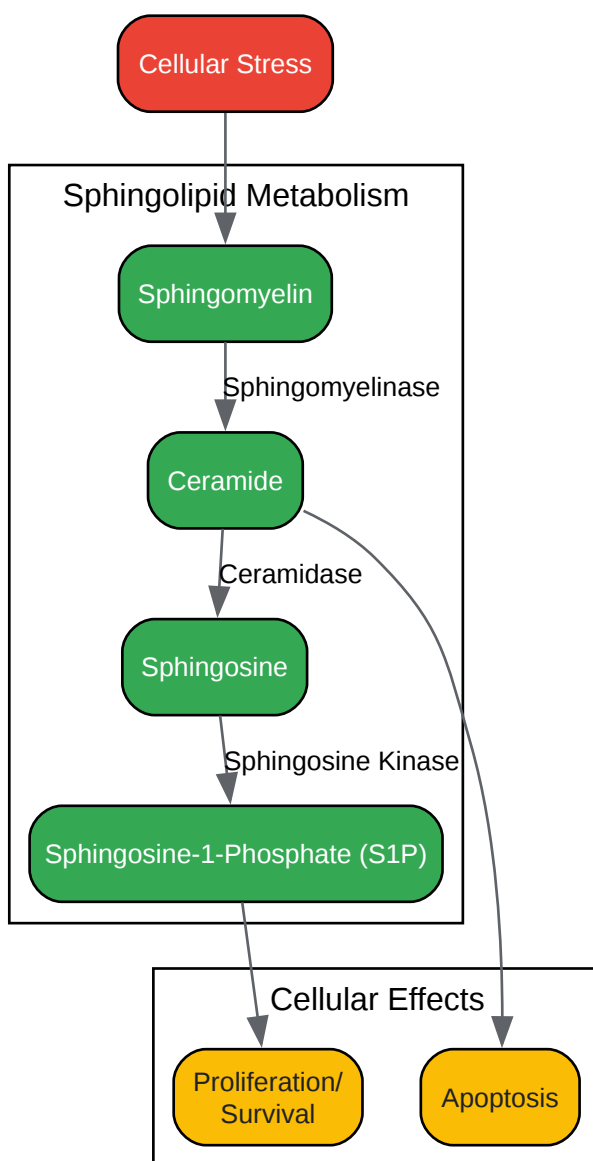 Cellular Stress
Sphingolipid Metabolism
Sphingomyelin
Sphingomyelinase
Ceramide
Ceramidase
Sphingosine
Sphingosine Kinase
Sphingosine-1-Phosphate (S1P)
Cellular Effects
Proliferation/
Survival
Apoptosis